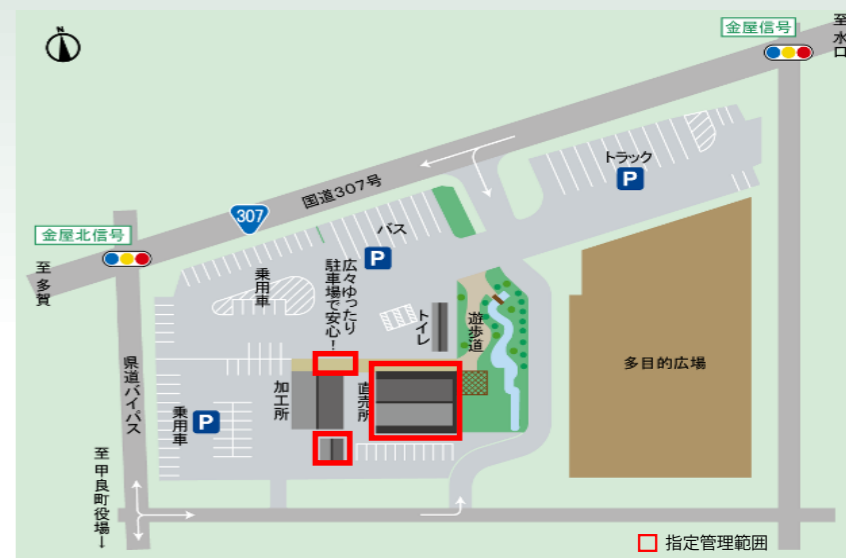 N
金屋信号
至水口
トラック
P
国道307号
307
バス
P
金屋北信号
至多賀
乗用車
広々ゆったり
駐車場で安心!
トイレ
遊歩道
多目的広場
県道バイパス
加工所
直売所
乗用車
P
至甲良町役場↓
指定管理範囲